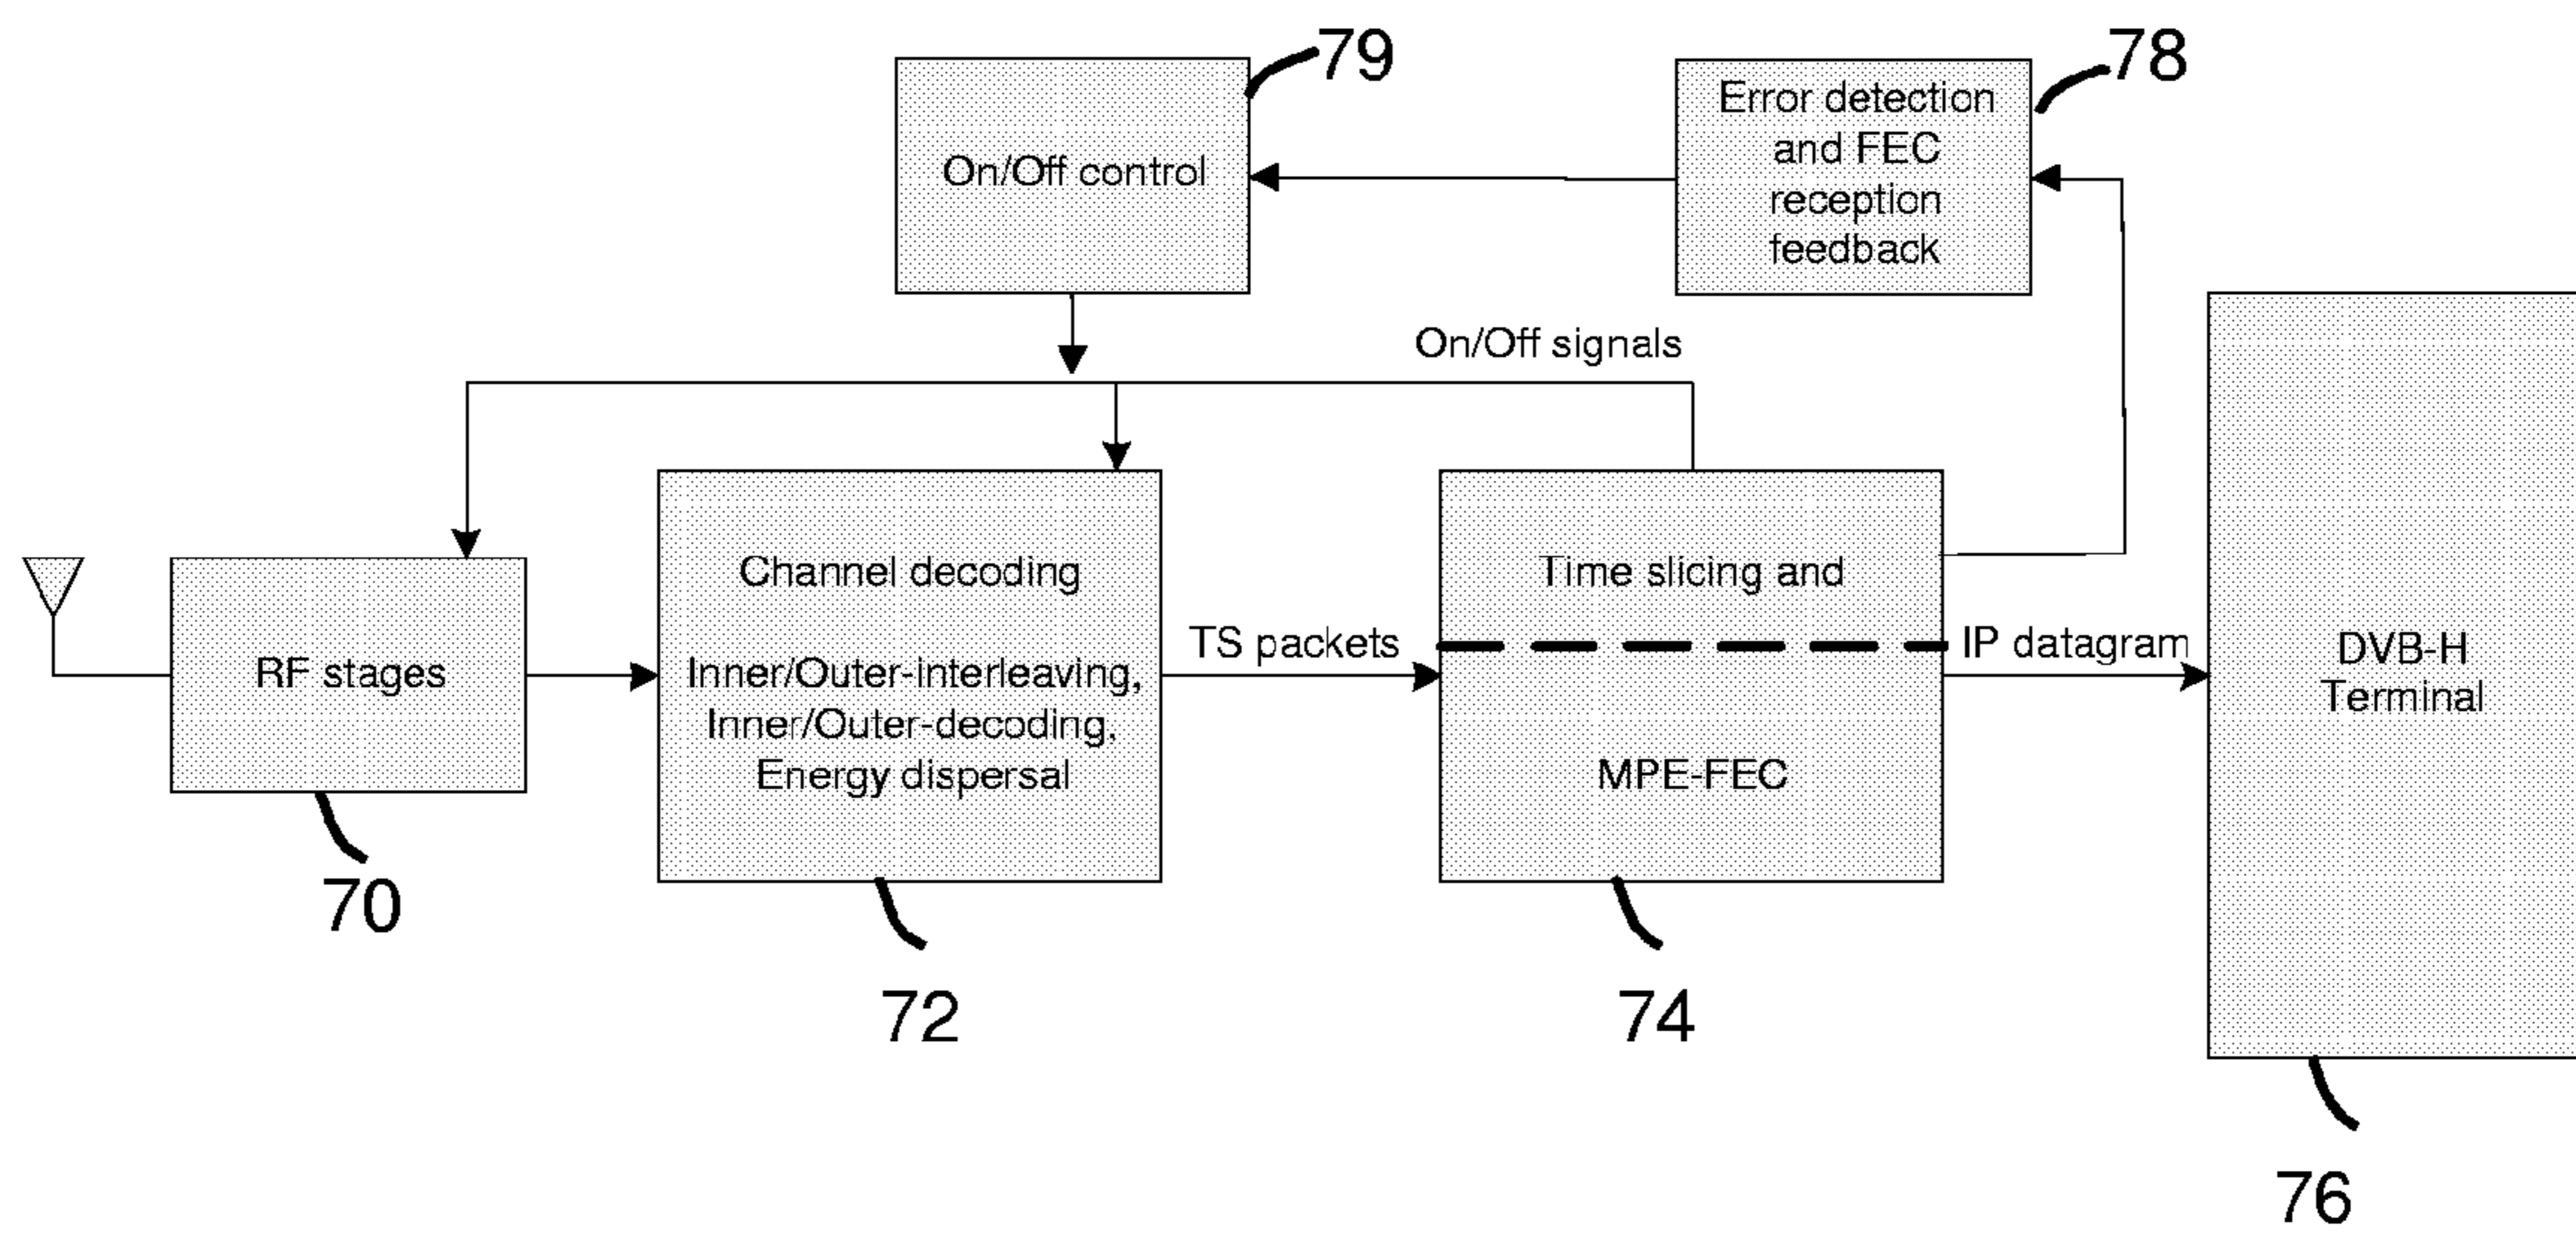 79
78
Error detection
and FEC
reception
feedback
On/Off control
On/Off signals
Channel decoding
Inner/Outer-interleaving,
Inner/Outer-decoding,
Energy dispersal
RF stages
TS packets
Time slicing and
MPE-FEC
IP datagram
DVB-H
Terminal
70
72
74
76